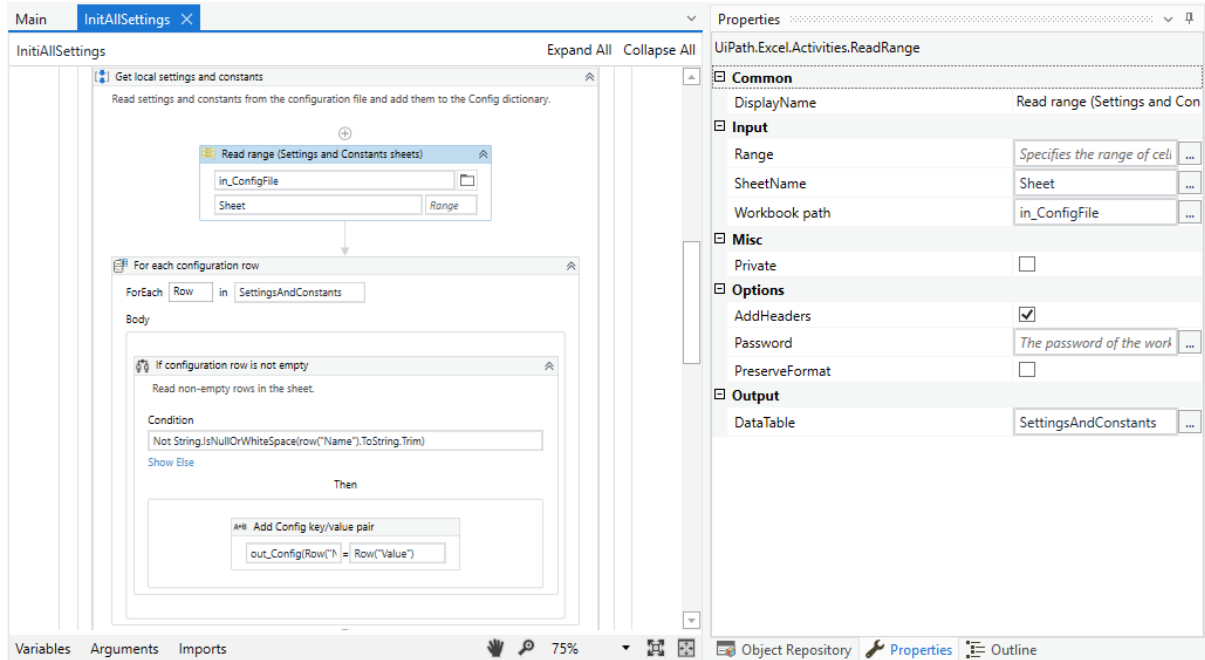 Main
InitAllSettings
InitiAllSettings
Expand All Collapse All
Get local settings and constants
Read settings and constants from the configuration file and add them to the Config dictionary.
Read range (Settings and Constants sheets)
in_ConfigFile
Sheet Range
For each configuration row
ForEach Row in SettingsAndConstants
Body
If configuration row is not empty
Read non-empty rows in the sheet.
Condition
Not String.IsNullOrWhiteSpace(row("Name").ToString.Trim)
Show Else
Then
A+B Add Config key/value pair
out_Config(Row("N = Row("Value")
Variables Arguments Imports 75%
Properties
UiPath.Excel.Activities.ReadRange
Common
DisplayName Read range (Settings and Con
Input
Range Specifies the range of cell ...
SheetName Sheet ...
Workbook path in_ConfigFile ...
Misc
Private
Options
AddHeaders
Password The password of the work ...
PreserveFormat
Output
DataTable SettingsAndConstants ...
Object Repository Properties Outline